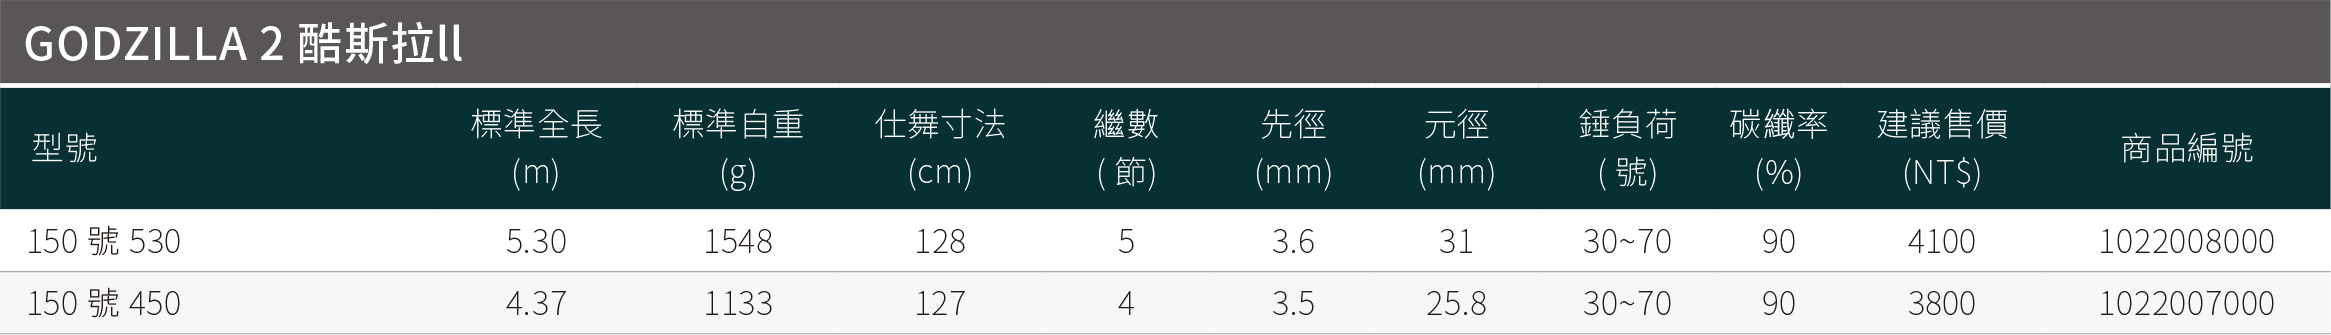 GODZILLA 2 酷斯拉ll
型號 標準全長(m) 標準自重(g) 仕舞寸法(cm) 繼數( 節) 先徑(mm) 元徑(mm) 錘負荷( 號) 碳纖率(%) 建議售價(NT$) 商品編號
150 號 530 5.30 1548 128 5 3.6 31 30~70 90 4100 1022008000
150 號 450 4.37 1133 127 4 3.5 25.8 30~70 90 3800 1022007000